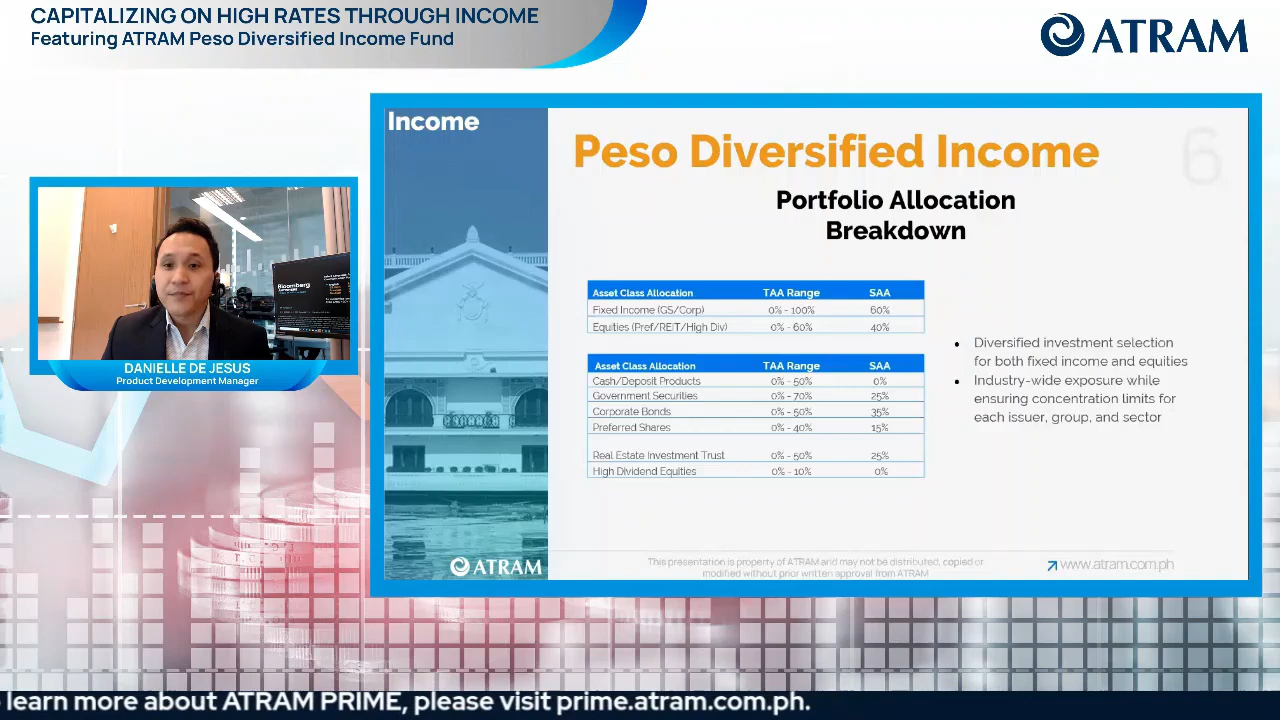 CAPITALIZING ON HIGH RATES THROUGH INCOME
Featuring ATRAM Peso Diversified Income Fund
ATRAM
Income
Peso Diversified Income
6
Portfolio Allocation
Breakdown
Asset Class Allocation TAA Range SAA
Fixed Income (GS/Corp) 0% - 100% 60%
Equities (Pref/REIT/High Div) 0% - 60% 40%
Asset Class Allocation TAA Range SAA
Cash/Deposit Products 0% - 50% 0%
Government Securities 0% - 70% 25%
Corporate Bonds 0% - 50% 35%
Preferred Shares 0% - 40% 15%
Real Estate Investment Trust 0% - 50% 25%
High Dividend Equities 0% - 10% 0%
• Diversified investment selection
for both fixed income and equities
• Industry-wide exposure while
ensuring concentration limits for
each issuer, group, and sector
Bloomberg
DANIELLE DE JESUS
Product Development Manager
ATRAM
This presentation is property of ATRAM and may not be distributed, copied or
modified without prior written approval from ATRAM
www.atram.com.ph
learn more about ATRAM PRIME, please visit prime.atram.com.ph.